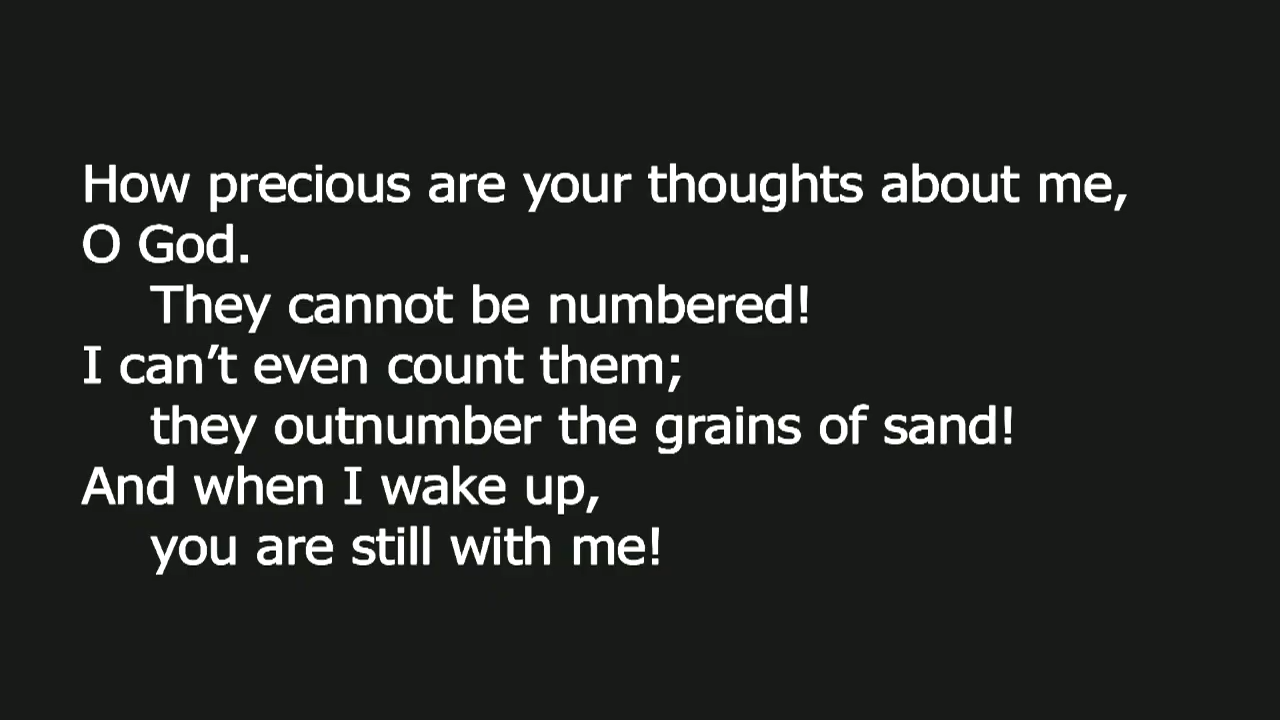 How precious are your thoughts about me,
O God.
They cannot be numbered!
I can’t even count them;
they outnumber the grains of sand!
And when I wake up,
you are still with me!